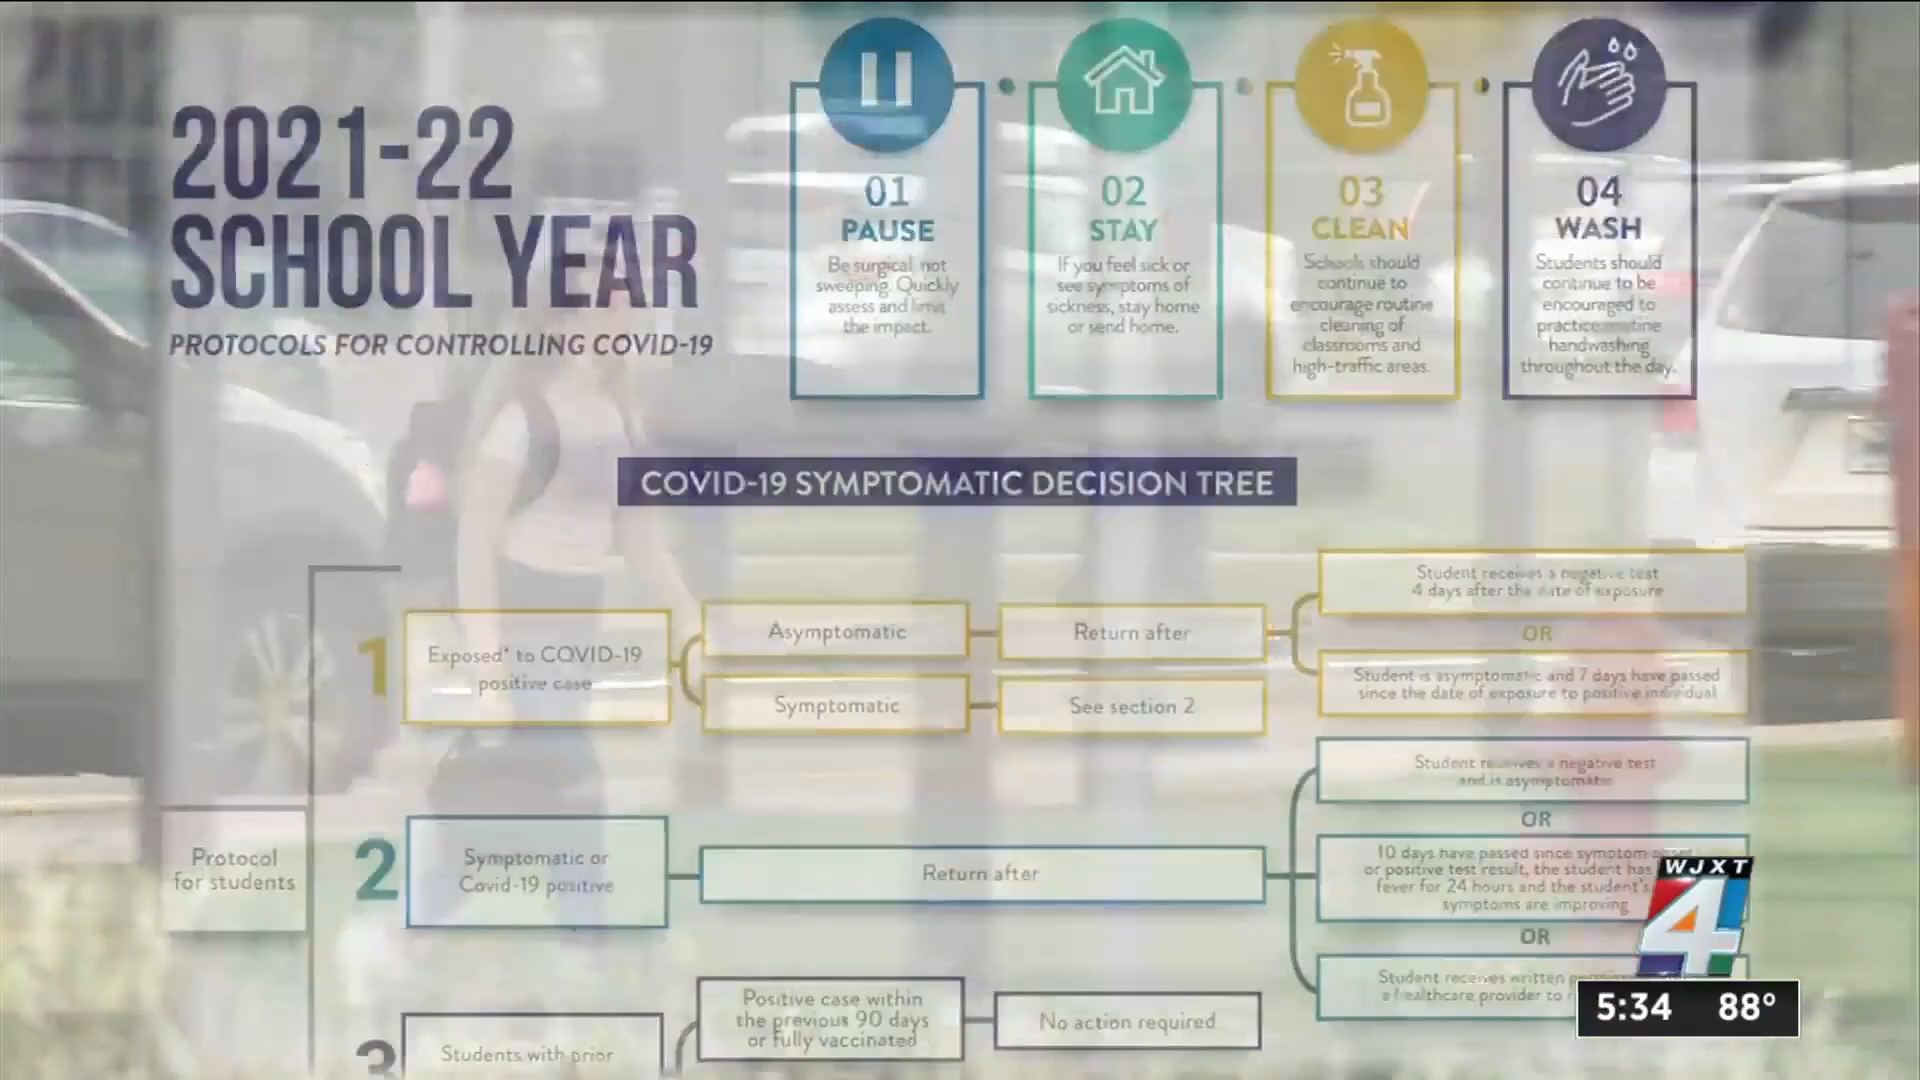 2021-22
SCHOOL YEAR
PROTOCOLS FOR CONTROLLING COVID-19
01
PAUSE
Be surgical not
sweeping. Quickly
assess and limit
the impact.
02
STAY
If you feel sick or
see symptoms of
sickness, stay home
or send home.
03
CLEAN
Schools should
continue to
encourage routine
cleaning of
classrooms and
high-traffic areas.
04
WASH
Students should
continue to be
encouraged to
practice routine
handwashing
throughout the day.
COVID-19 SYMPTOMATIC DECISION TREE
Protocol
for students
1
Exposed* to COVID-19
positive case
Asymptomatic
Return after
Student receives a negative test
4 days after the date of exposure
OR
Student is asymptomatic and 7 days have passed
since the date of exposure to positive individual
Symptomatic
See section 2
2
Symptomatic or
Covid-19 positive
Return after
Student receives a negative test
and is asymptomatic
OR
10 days have passed since symptom
or positive test result, the student has
fever for 24 hours and the student's
symptoms are improving
OR
Student receives written
a healthcare provider to
3
Students with prior
Positive case within
the previous 90 days
or fully vaccinated
No action required
WJXT
4
5:34 88°